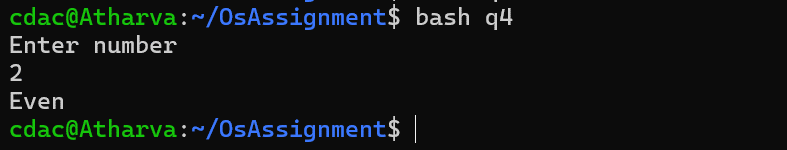 cdac@Atharva:~/OsAssignment$ bash q4
Enter number
2
Even
cdac@Atharva:~/OsAssignment$